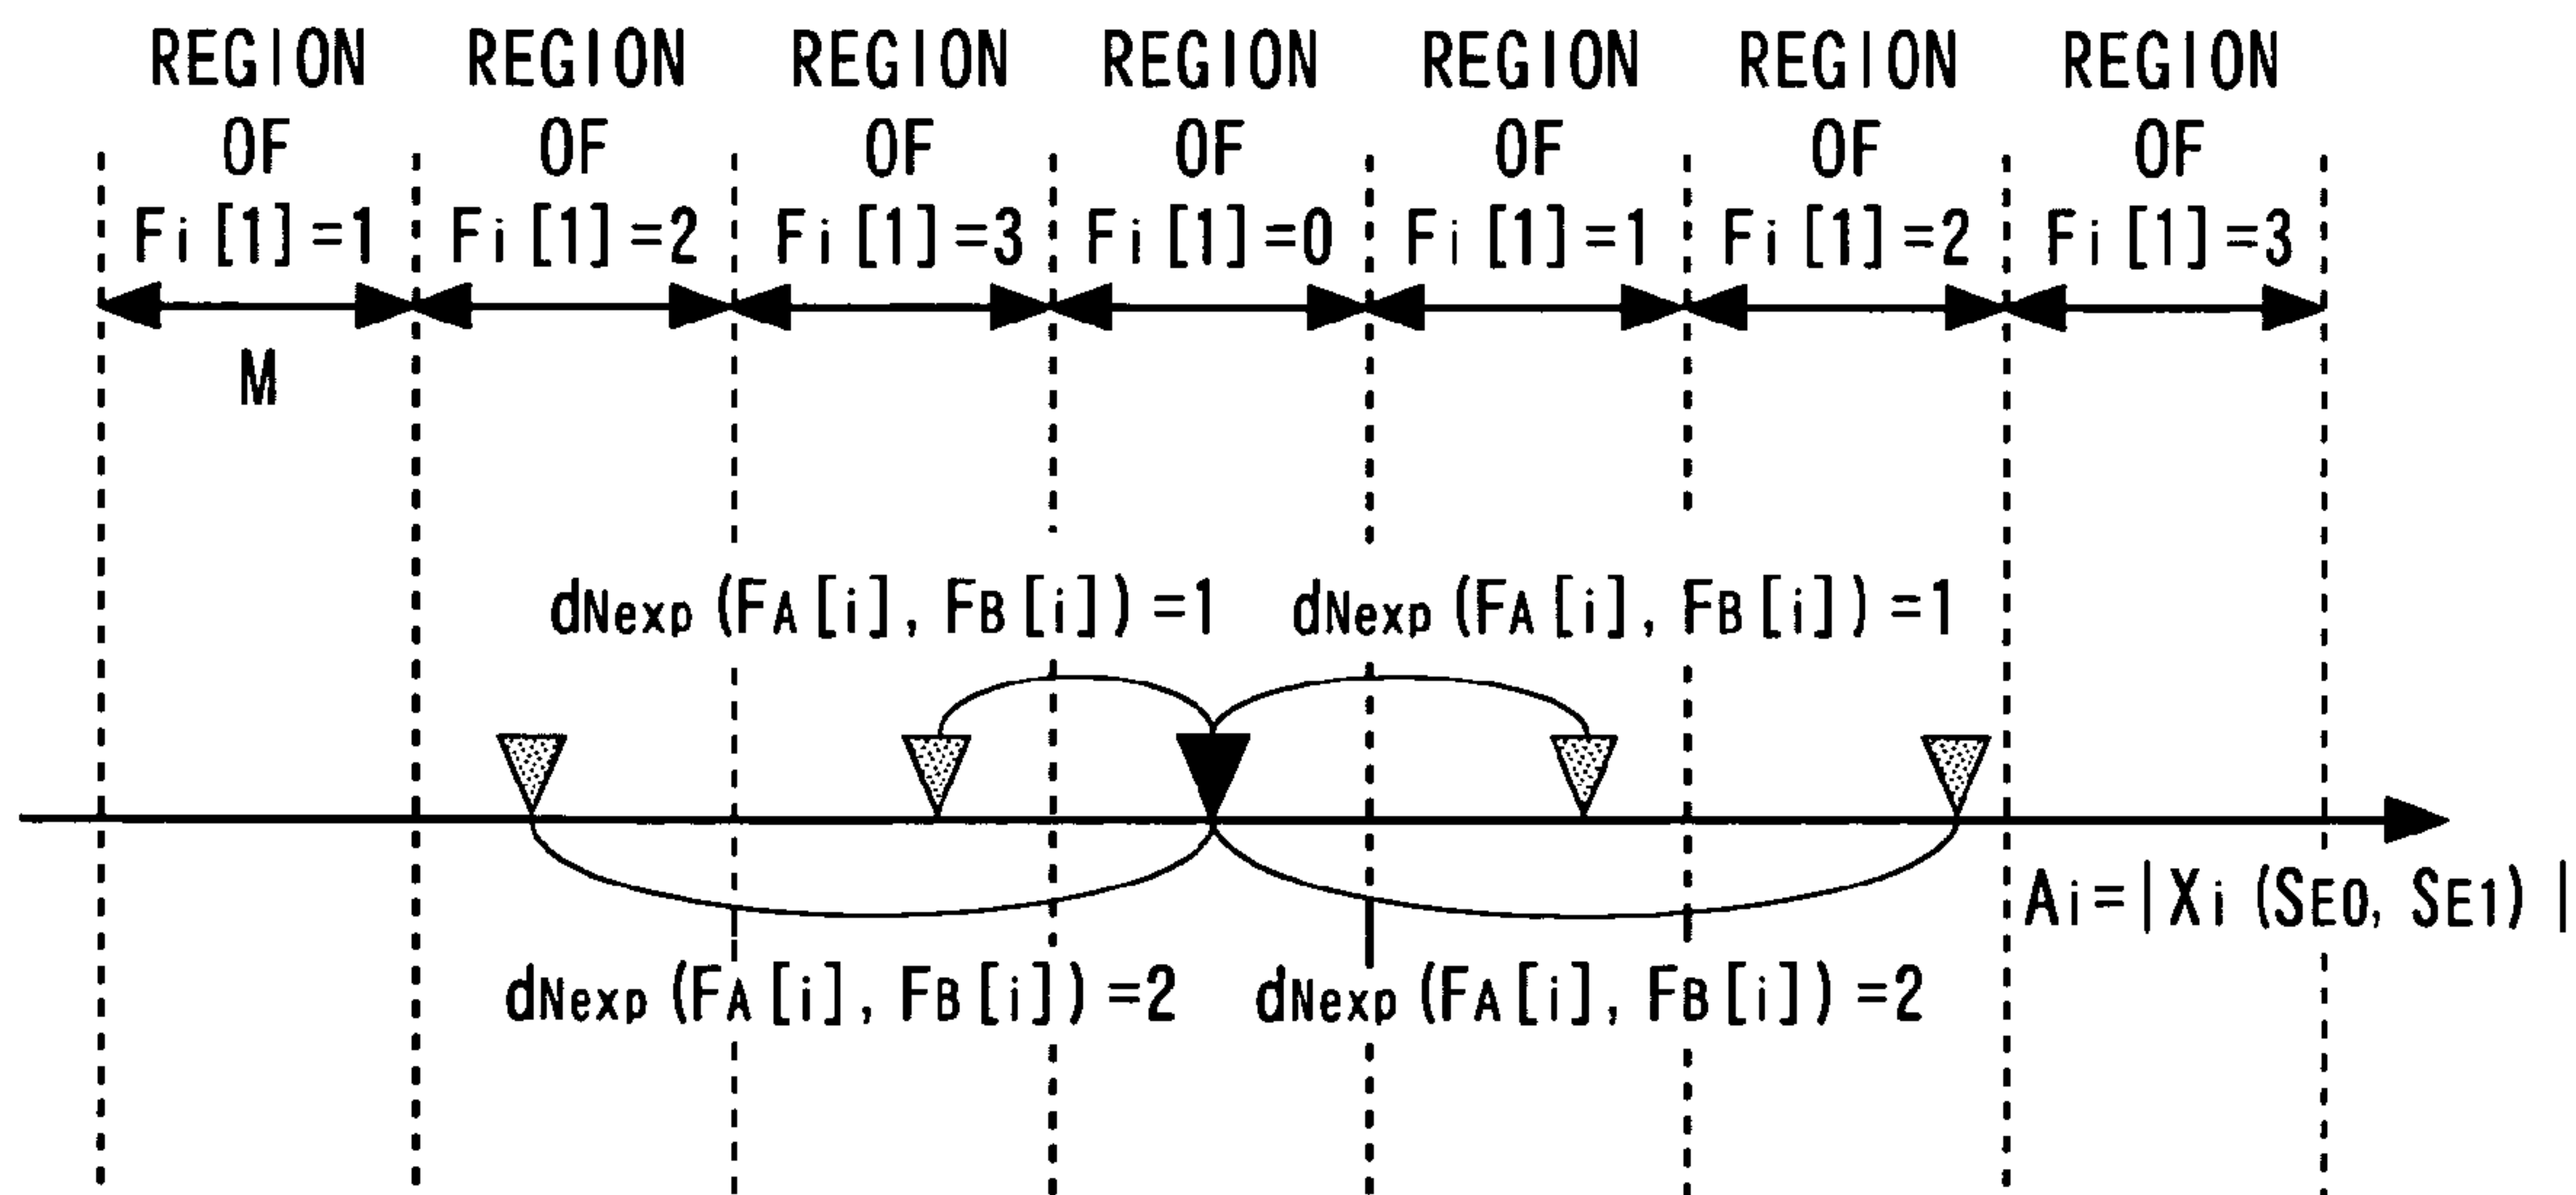 REGION REGION REGION REGION REGION REGION REGION
OF OF OF OF OF OF OF
Fi [1] =1 Fi [1] =2 Fi [1] =3 Fi [1] =0 Fi [1] =1 Fi [1] =2 Fi [1] =3
M
dNexp (FA [i], FB [i]) =1 dNexp (FA [i], FB [i]) =1
Ai=|Xi (SE0, SE1) |
dNexp (FA [i], FB [i]) =2 dNexp (FA [i], FB [i]) =2